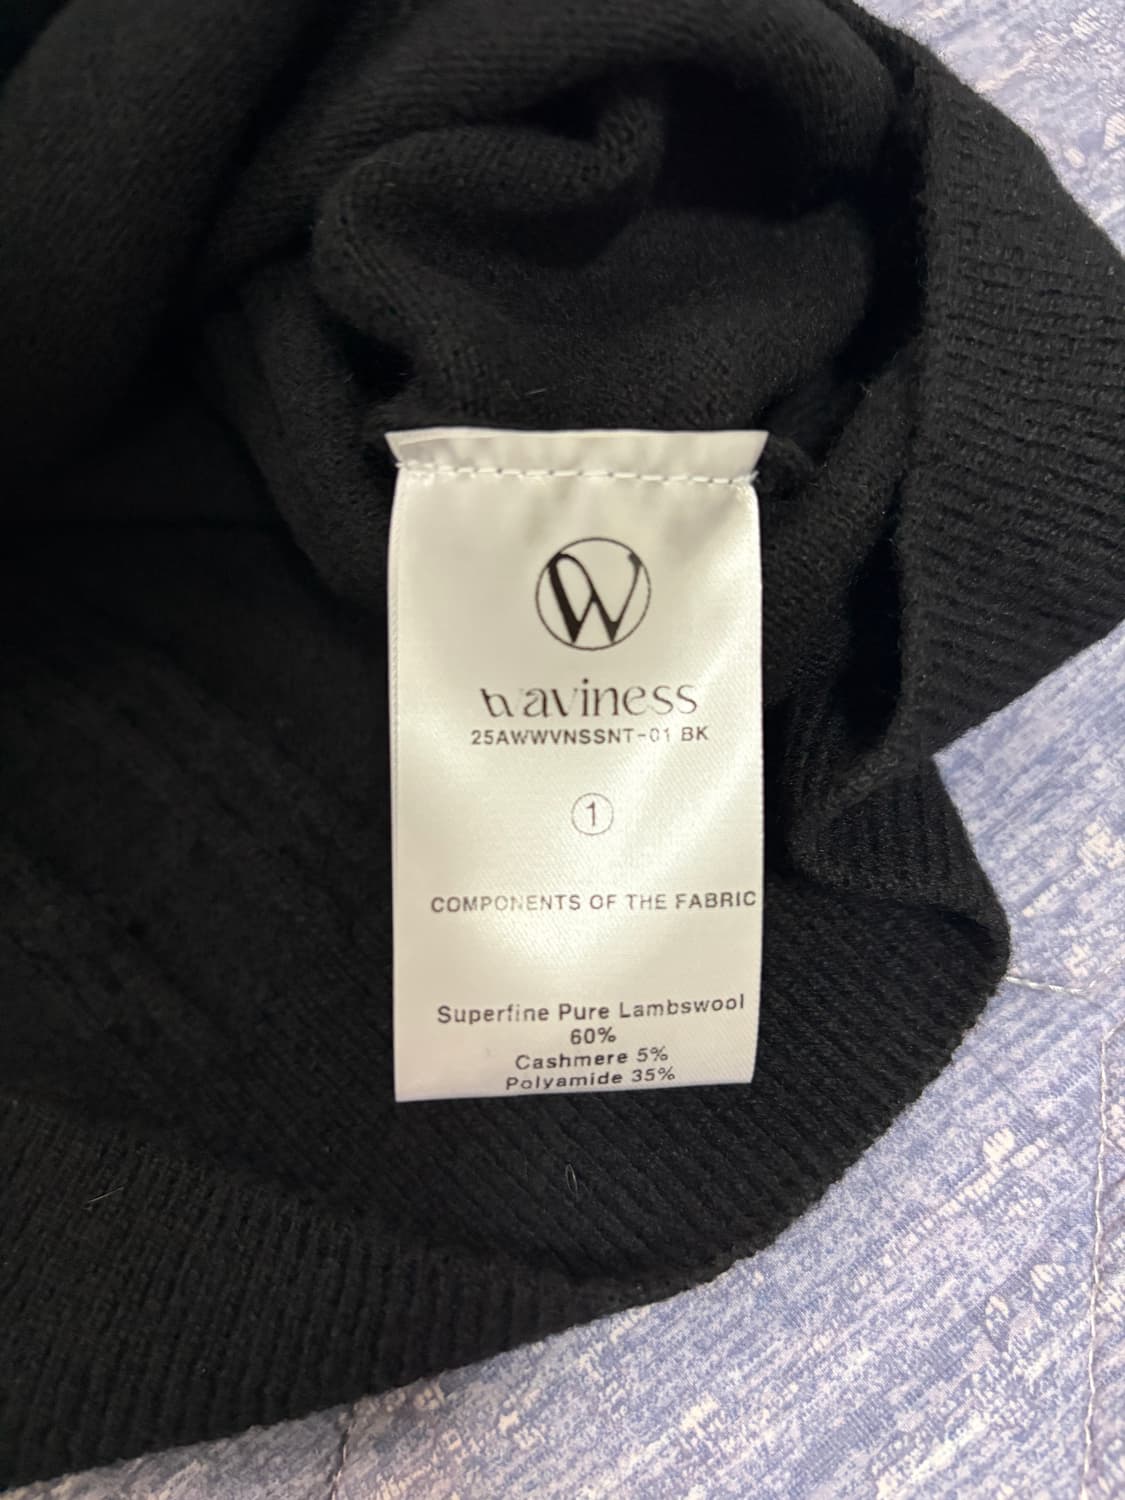 W
waviness
25AWWVNSSNT-01 BK
1
COMPONENTS OF THE FABRIC
Superfine Pure Lambswool
60%
Cashmere 5%
Polyamide 35%